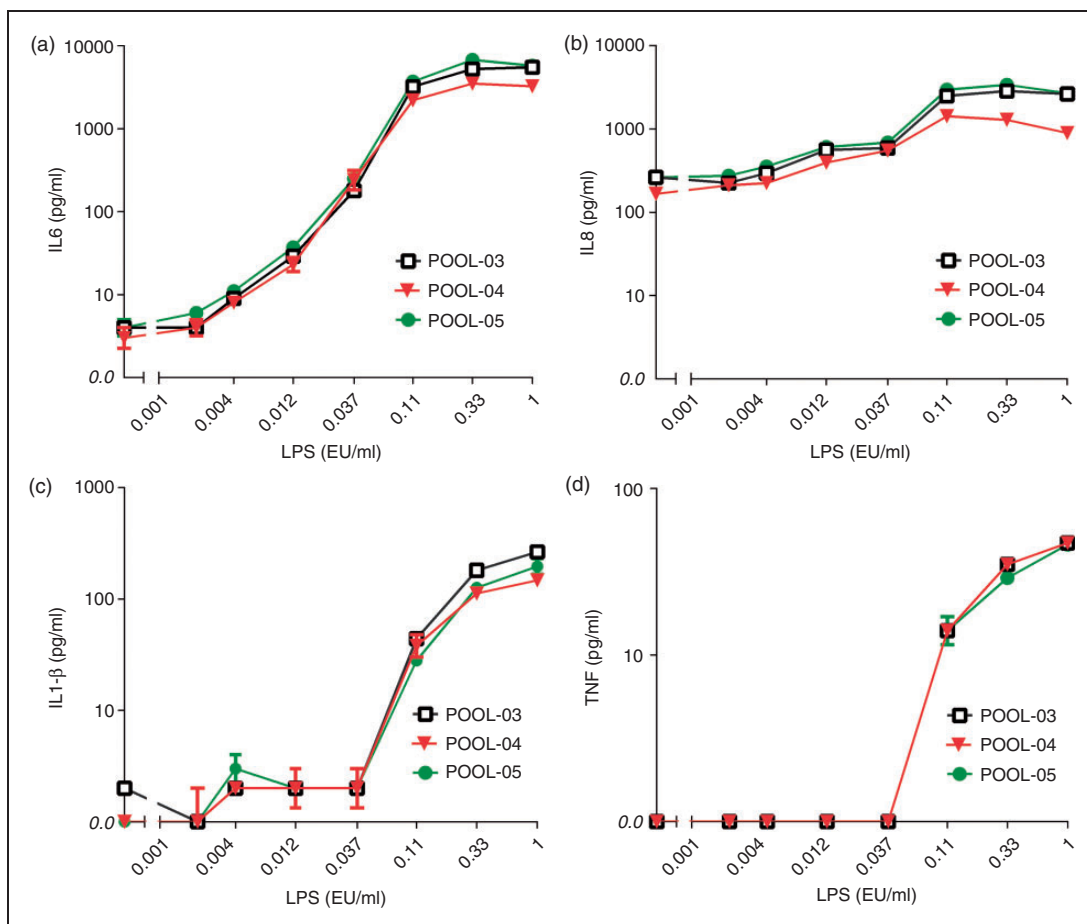 (a)
10000
1000
100
10
0.0
IL6 (pg/ml)
POOL-03
POOL-04
POOL-05
0.001
0.004
0.012
0.037
0.11
0.33
1
LPS (EU/ml)
(b)
10000
1000
100
10
0.0
IL8 (pg/ml)
POOL-03
POOL-04
POOL-05
0.001
0.004
0.012
0.037
0.11
0.33
1
LPS (EU/ml)
(c)
1000
100
10
0.0
IL1-β (pg/ml)
POOL-03
POOL-04
POOL-05
0.001
0.004
0.012
0.037
0.11
0.33
1
LPS (EU/ml)
(d)
100
10
0.0
TNF (pg/ml)
POOL-03
POOL-04
POOL-05
0.001
0.004
0.012
0.037
0.11
0.33
1
LPS (EU/ml)